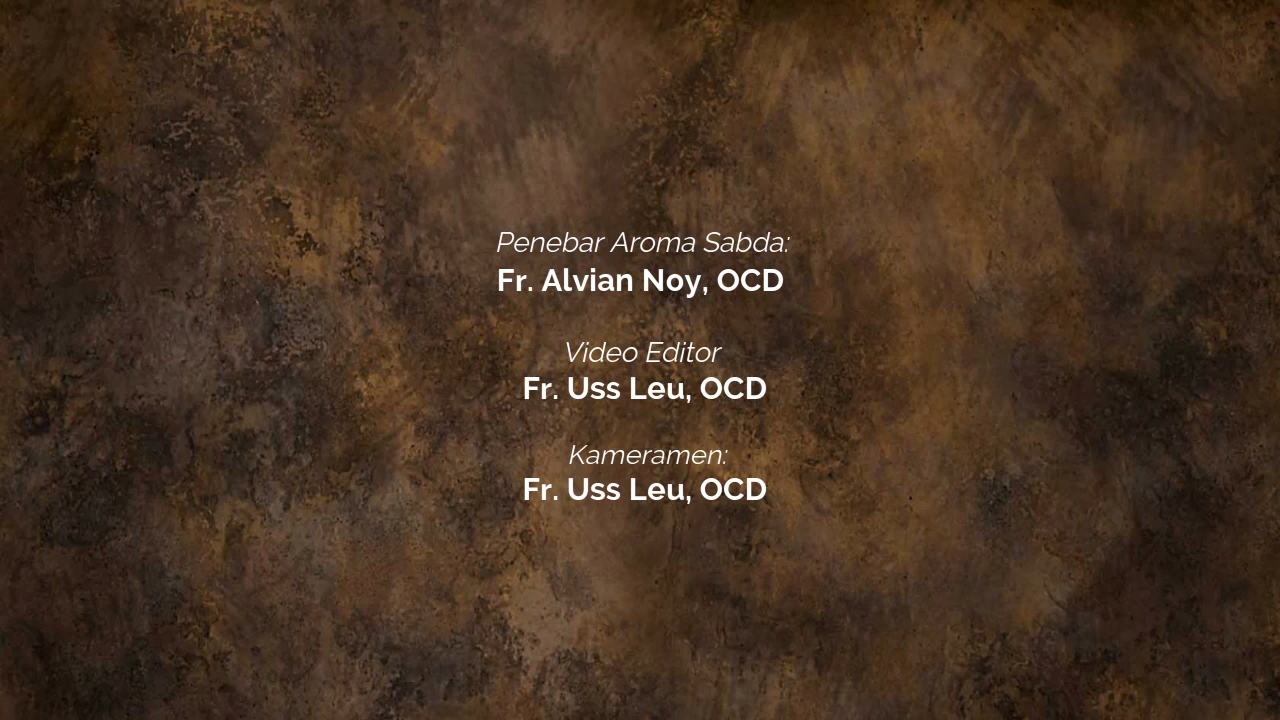 Penebar Aroma Sabda:
Fr. Alvian Noy, OCD
Video Editor
Fr. Uss Leu, OCD
Kameramen:
Fr. Uss Leu, OCD